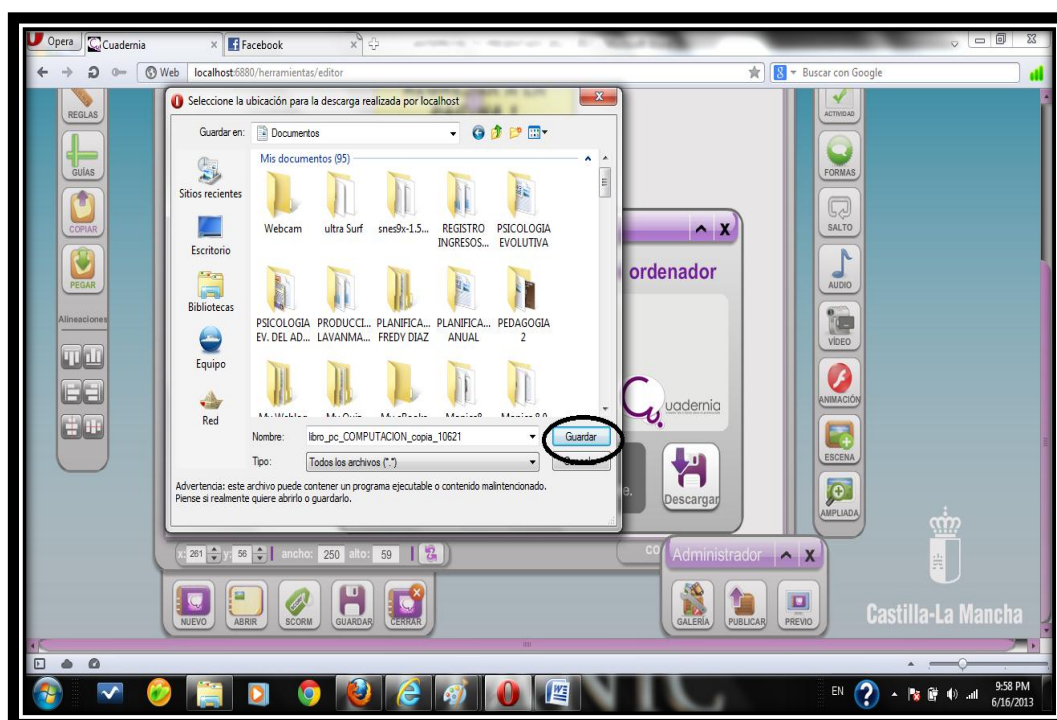 Opera
Cuadernia
Facebook
Web
localhost:6880/herramientas/editor
Buscar con Google
REGLAS
GUÍAS
COPIAR
PEGAR
Alineaciones
Seleccione la ubicación para la descarga realizada por localhost
Guardar en:
Documentos
Mis documentos (95)
Sitios recientes
Escritorio
Bibliotecas
Equipo
Red
Webcam
ultra Surf
snes9x-1.5...
REGISTRO INGRESOS...
PSICOLOGIA EVOLUTIVA
PSICOLOGIA EV. DEL AD...
PRODUCCI... LAVANMA...
PLANIFICA... FREDY DIAZ
PLANIFICA... ANUAL
PEDAGOGIA 2
Nombre:
libro_pc_COMPUTACION_copia_10621
Guardar
Tipo:
Todos los archivos (*.*)
Advertencia: este archivo puede contener un programa ejecutable o contenido malintencionado.
Piense si realmente quiere abrirlo o guardarlo.
ordenador
uadernia
Descargar
ACTIVIDAD
FORMAS
SALTO
AUDIO
VÍDEO
ANIMACIÓN
ESCENA
AMPLIADA
x: 261 y: 56 ancho: 250 alto: 59
Administrador
NUEVO
ABRIR
SCORM
GUARDAR
CERRAR
GALERÍA
PUBLICAR
PREVIO
Castilla-La Mancha
EN
9:58 PM
6/16/2013